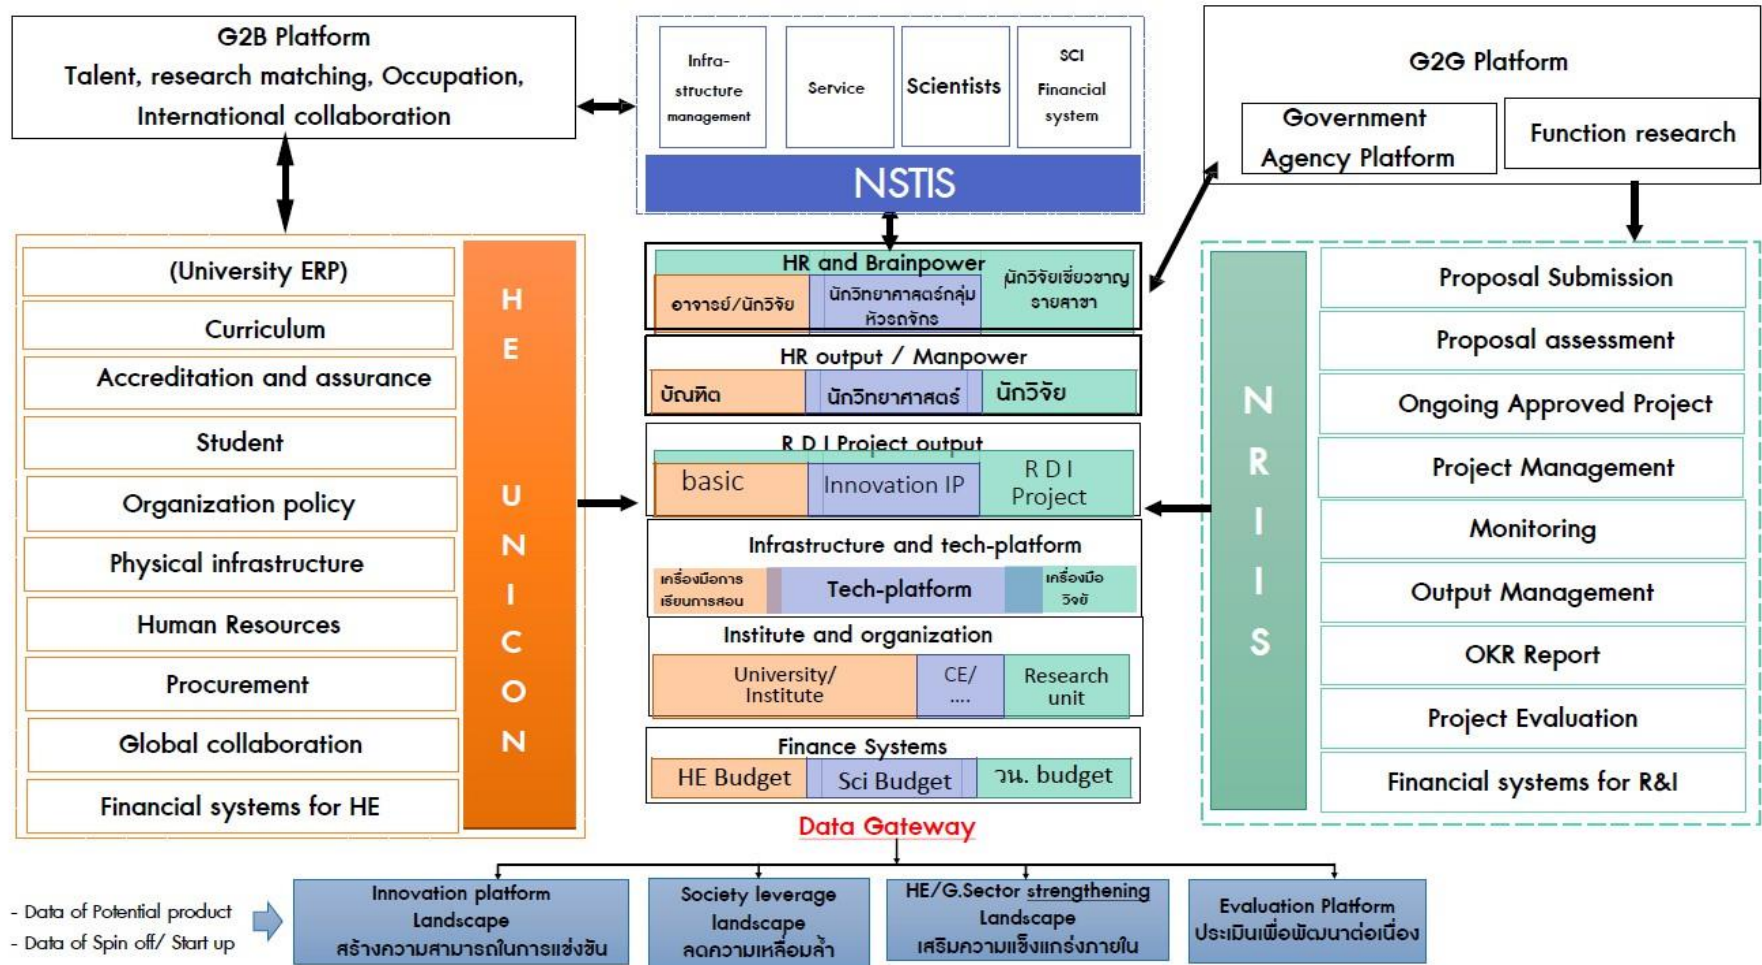 G2B Platform
Talent, research matching, Occupation,
International collaboration
Infra-
structure
management
Service
Scientists
SCI
Financial
system
NSTIS
G2G Platform
Government
Agency Platform
Function research
(University ERP)
Curriculum
Accreditation and assurance
Student
Organization policy
Physical infrastructure
Human Resources
Procurement
Global collaboration
Financial systems for HE
H
E
U
N
I
C
O
N
HR and Brainpower
อาจารย์/นักวิจัย
นักวิทยาศาสตร์กลุ่ม
หัวรถจักร
นักวิจัยเชี่ยวชาญ
รายสาขา
HR output / Manpower
บัณฑิต
นักวิทยาศาสตร์
นักวิจัย
R D I Project output
basic
Innovation IP
R D I
Project
Infrastructure and tech-platform
เครื่องมือการ
เรียนการสอน
Tech-platform
เครื่องมือ
วิจยั
Institute and organization
University/
Institute
CE/
....
Research
unit
Finance Systems
HE Budget
Sci Budget
วน. budget
Data Gateway
N
R
I
I
S
Proposal Submission
Proposal assessment
Ongoing Approved Project
Project Management
Monitoring
Output Management
OKR Report
Project Evaluation
Financial systems for R&I
- Data of Potential product
- Data of Spin off/ Start up
Innovation platform
Landscape
สร้างความสามารถในการแข่งขัน
Society leverage
landscape
ลดความเหลื่อมล้ำ
HE/G.Sector strengthening
Landscape
เสริมความแข็งแกร่งภายใน
Evaluation Platform
ประเมินเพื่อพัฒนาต่อเนื่อง